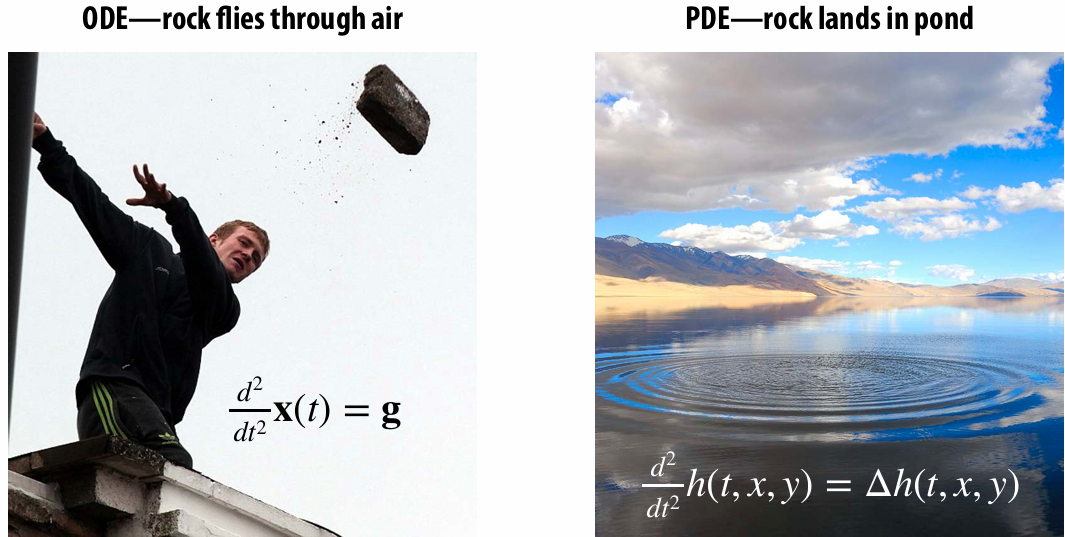 ODE—rock flies through air
PDE—rock lands in pond
d²/dt² x(t) = g
d²/dt² h(t, x, y) = Δh(t, x, y)